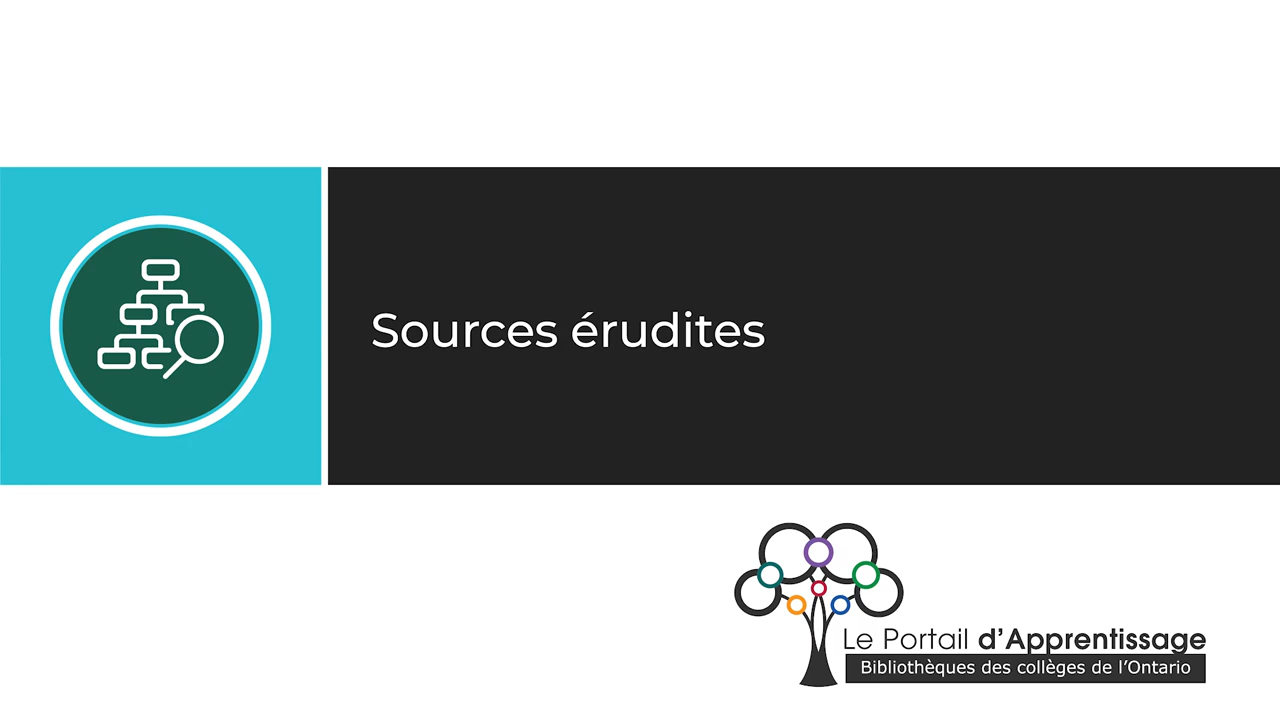 Sources érudites
Le Portail d'Apprentissage
Bibliothèques des collèges de l'Ontario